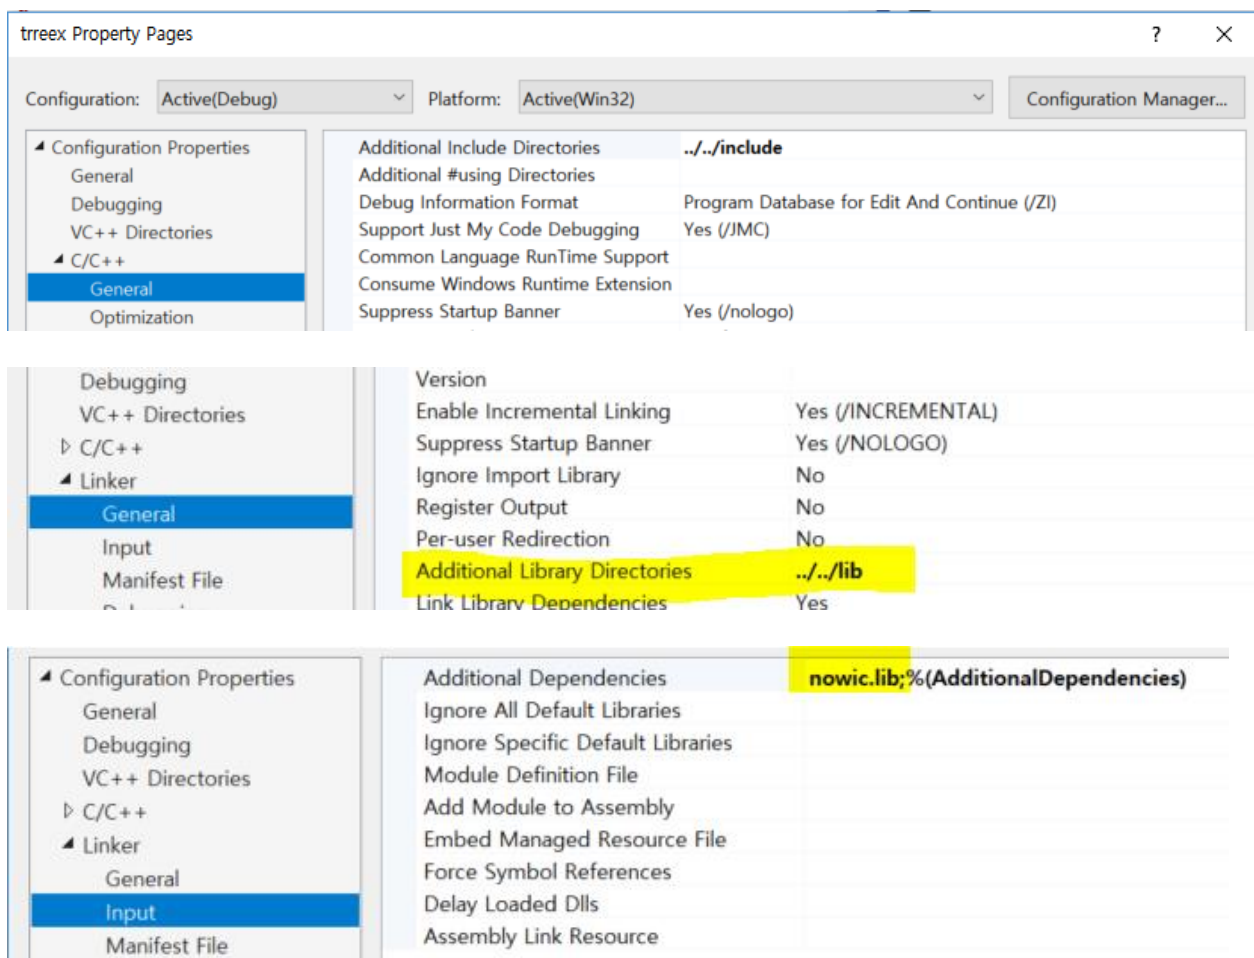 trreex Property Pages ?
Configuration: Active(Debug) Platform: Active(Win32) Configuration Manager...
Configuration Properties
General
Debugging
VC++ Directories
C/C++
General
Optimization
Additional Include Directories ../../include
Additional #using Directories
Debug Information Format Program Database for Edit And Continue (/ZI)
Support Just My Code Debugging Yes (/JMC)
Common Language RunTime Support
Consume Windows Runtime Extension
Suppress Startup Banner Yes (/nologo)
Debugging
VC++ Directories
C/C++
Linker
General
Input
Manifest File
Version
Enable Incremental Linking Yes (/INCREMENTAL)
Suppress Startup Banner Yes (/NOLOGO)
Ignore Import Library No
Register Output No
Per-user Redirection No
Additional Library Directories ../../lib
Link Library Dependencies Yes
Configuration Properties
General
Debugging
VC++ Directories
C/C++
Linker
General
Input
Manifest File
Additional Dependencies nowic.lib;%(AdditionalDependencies)
Ignore All Default Libraries
Ignore Specific Default Libraries
Module Definition File
Add Module to Assembly
Embed Managed Resource File
Force Symbol References
Delay Loaded Dlls
Assembly Link Resource